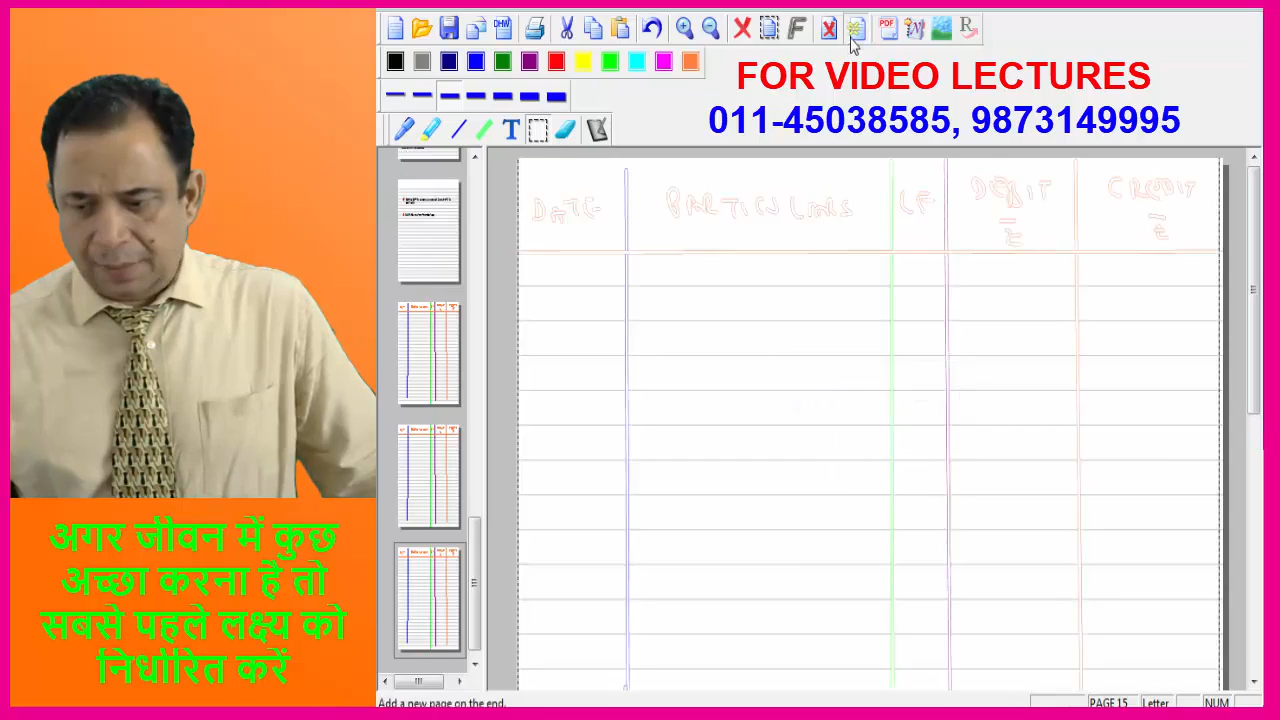 FOR VIDEO LECTURES
011-45038585, 9873149995
DATE PARTICULARS LF DEBIT CREDIT
₹ ₹
अगर जीवन में कुछ
अच्छा करना है तो
सबसे पहले लक्ष्य को
निर्धारित करें
Add a new page on the end.
PAGE 15 Letter NUM